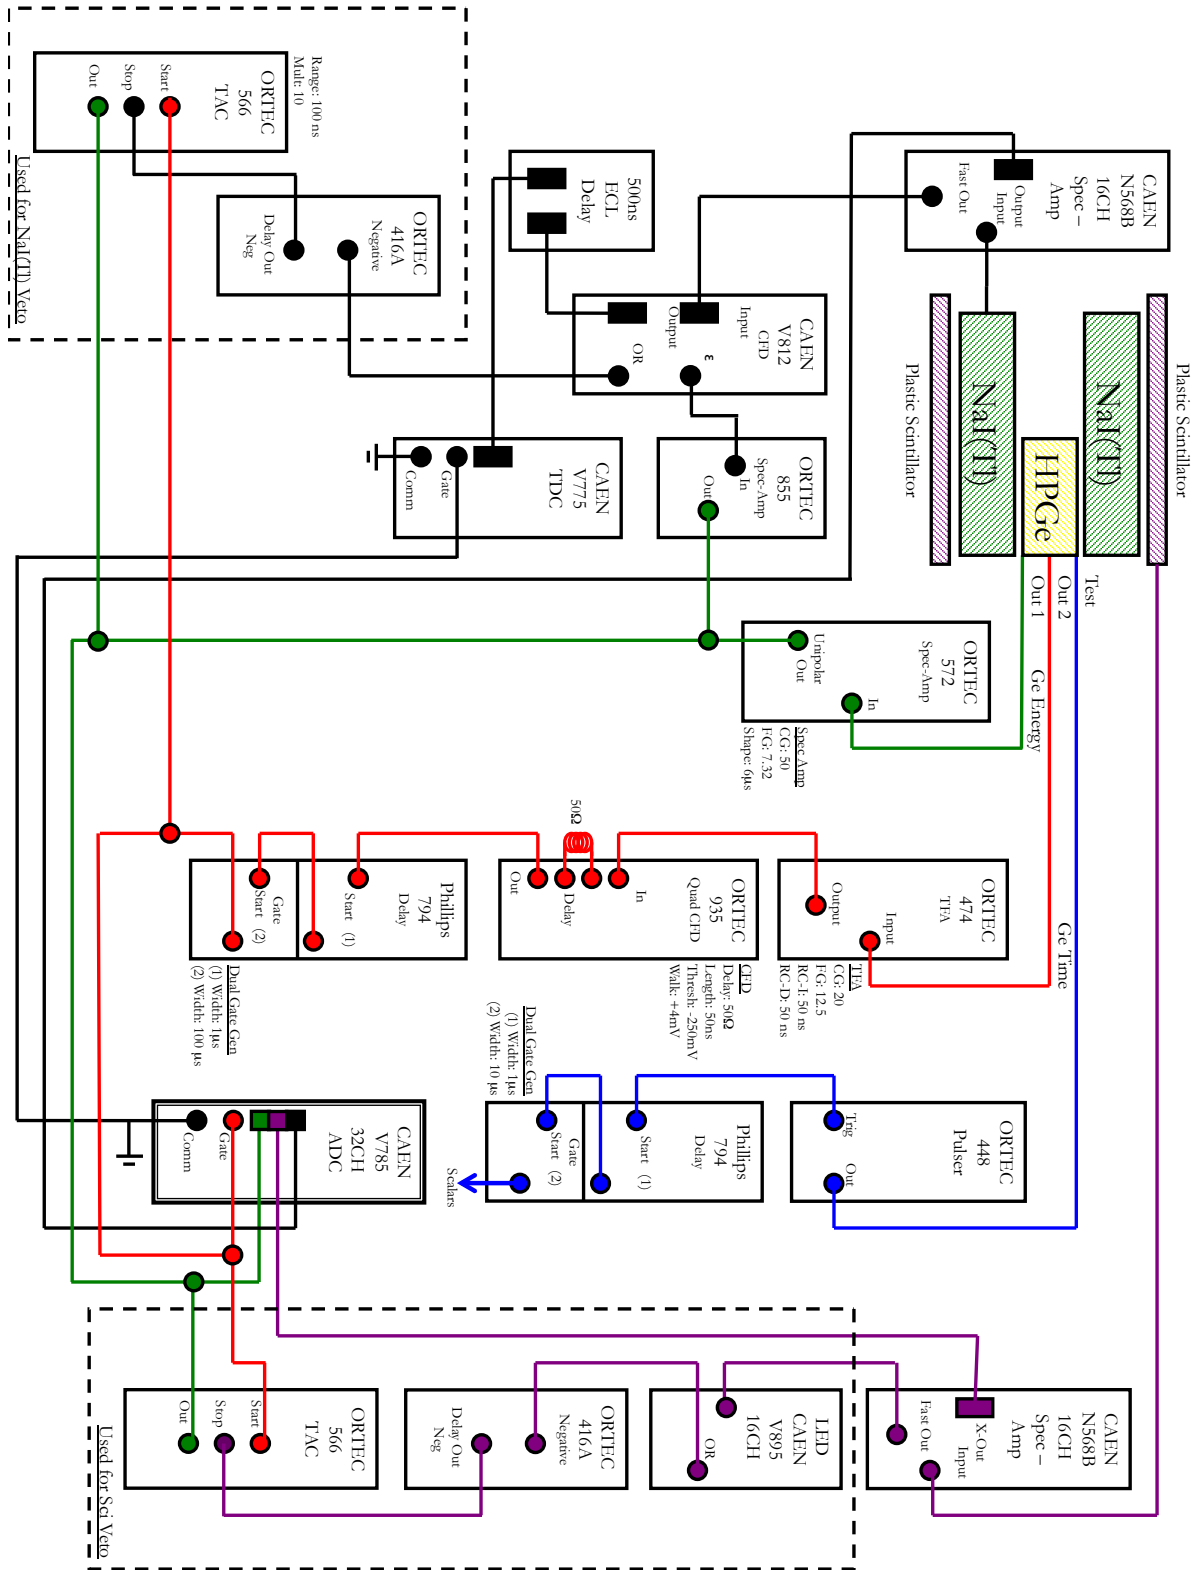 Plastic Scintillator
NaI(Tl)
HPGe
NaI(Tl)
Plastic Scintillator
Test
Out 2
Out 1
Ge Energy
Ge Time
CAEN
N568B
16CH
Spec –
Amp
Output
Input
Fast Out
500ns
ECL
Delay
CAEN
V812
CFD
Input
Output
OR
ε
ORTEC
416A
Negative
Delay Out
Neg
Range: 100 ns
Mult: 10
ORTEC
566
TAC
Start
Stop
Out
Used for NaI(Tl) Veto
ORTEC
855
Spec-Amp
In
Out
CAEN
V775
TDC
Gate
Comm
ORTEC
572
Spec-Amp
In
Unipolar
Out
Spec Amp
CG: 50
FG: 7.32
Shape: 6μs
ORTEC
474
TFA
Input
Output
TFA
CG: 20
FG: 12.5
RC-I: 50 ns
RC-D: 50 ns
50Ω
ORTEC
935
Quad CFD
In
Delay
Out
CFD
Delay: 50Ω
Length: 50ns
Thresh: -250mV
Walk: +4mV
Phillips
794
Delay
Start (1)
Gate
Start (2)
Dual Gate Gen
(1) Width: 1μs
(2) Width: 100 μs
ORTEC
448
Pulser
Trig
Out
Phillips
794
Delay
Start (1)
Gate
Start (2)
Dual Gate Gen
(1) Width: 1μs
(2) Width: 10 μs
Scalars
CAEN
V785
32CH
ADC
Gate
Comm
CAEN
N568B
16CH
Spec –
Amp
X-Out
Input
Fast Out
LED
CAEN
V895
16CH
OR
ORTEC
416A
Negative
Delay Out
Neg
ORTEC
566
TAC
Start
Stop
Out
Used for Sci Veto